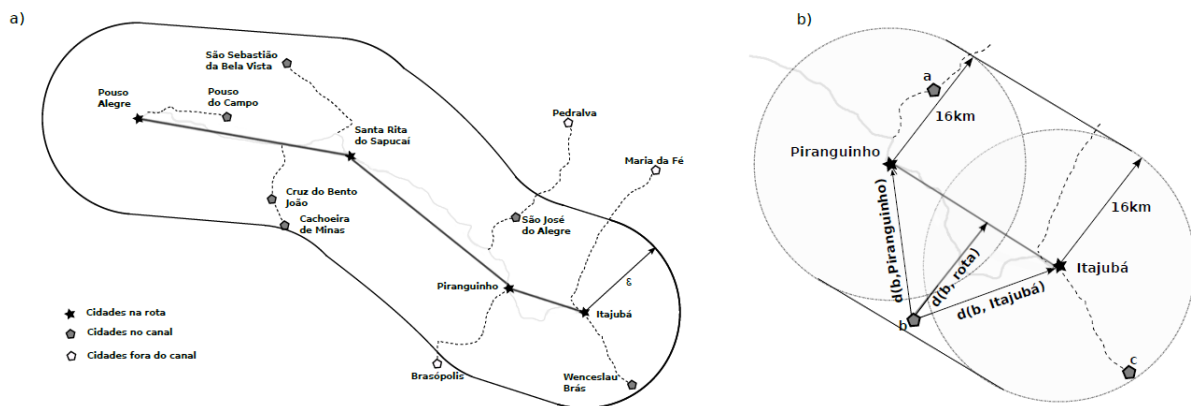 a)
São Sebastião
da Bela Vista
Pouso
Alegre
Pouso
do Campo
Santa Rita
do Sapucaí
Pedralva
Maria da Fé
Cruz do Bento
João
Cachoeira
de Minas
São José
do Alegre
Piranguinho
Itajubá
Brasópolis
Wenceslau
Brás
Cidades na rota
Cidades no canal
Cidades fora do canal
b)
a
16km
Piranguinho
16km
d(b,Piranguinho)
d(b, rota)
Itajubá
d(b, Itajubá)
b
c